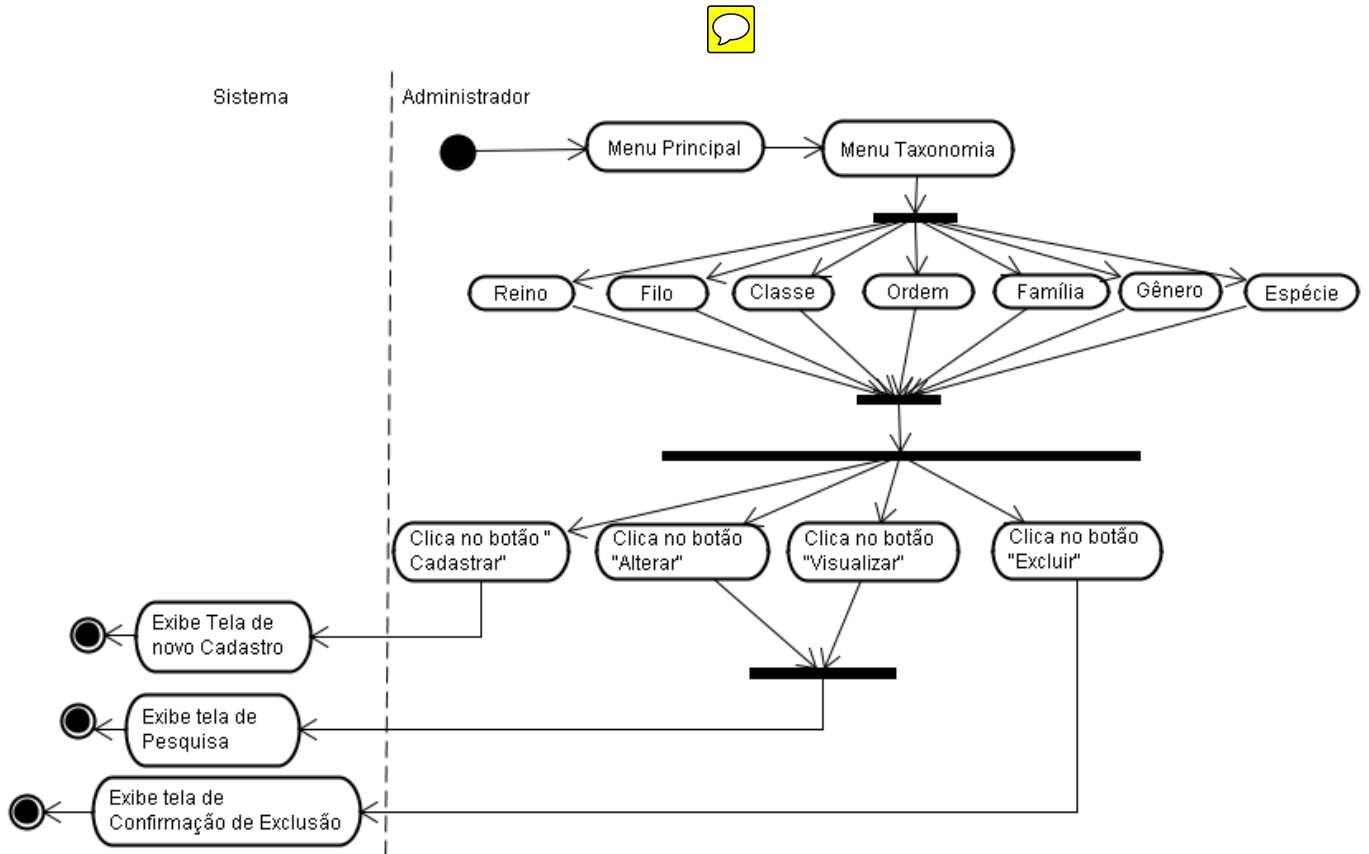 Sistema
Administrador
Menu Principal
Menu Taxonomia
Reino
Filo
Classe
Ordem
Família
Gênero
Espécie
Clica no botão "
Cadastrar"
Clica no botão
"Alterar"
Clica no botão
"Visualizar"
Clica no botão
"Excluir"
Exibe Tela de
novo Cadastro
Exibe tela de
Pesquisa
Exibe tela de
Confirmação de Exclusão